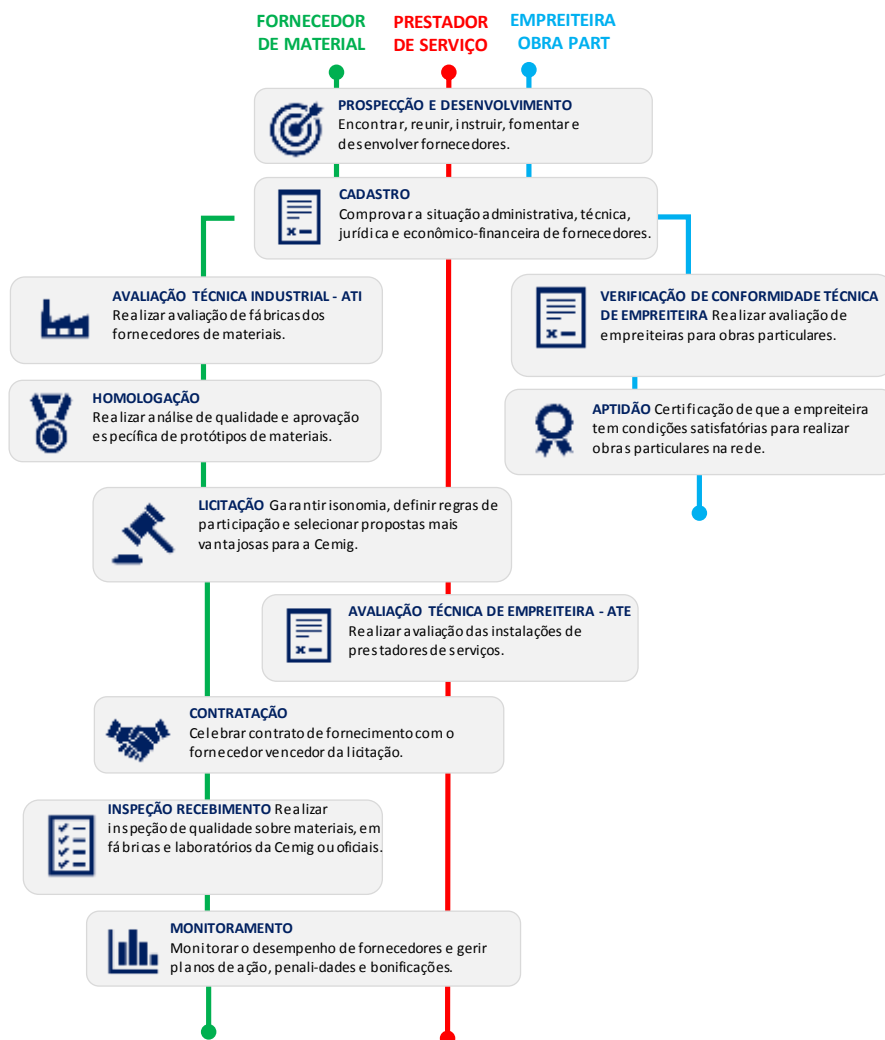 FORNECEDOR
DE MATERIAL
PRESTADOR
DE SERVIÇO
EMPREITEIRA
OBRA PART
PROSPECÇÃO E DESENVOLVIMENTO
Encontrar, reunir, instruir, fomentar e
desenvolver fornecedores.
CADASTRO
Comprovar a situação administrativa, técnica,
jurídica e econômico-financeira de fornecedores.
AVALIAÇÃO TÉCNICA INDUSTRIAL - ATI
Realizar avaliação de fábricas dos
fornecedores de materiais.
VERIFICAÇÃO DE CONFORMIDADE TÉCNICA
DE EMPREITEIRA Realizar avaliação de
empreiteiras para obras particulares.
HOMOLOGAÇÃO
Realizar análise de qualidade e aprovação
específica de protótipos de materiais.
APTIDÃO Certificação de que a empreiteira
tem condições satisfatórias para realizar
obras particulares na rede.
LICITAÇÃO Garantir isonomia, definir regras de
participação e selecionar propostas mais
vantajosas para a Cemig.
AVALIAÇÃO TÉCNICA DE EMPREITEIRA - ATE
Realizar avaliação das instalações de
prestadores de serviços.
CONTRATAÇÃO
Celebrar contrato de fornecimento com o
fornecedor vencedor da licitação.
INSPEÇÃO RECEBIMENTO Realizar
inspeção de qualidade sobre materiais, em
fábricas e laboratórios da Cemig ou oficiais.
MONITORAMENTO
Monitorar o desempenho de fornecedores e gerir
planos de ação, penali-dades e bonificações.